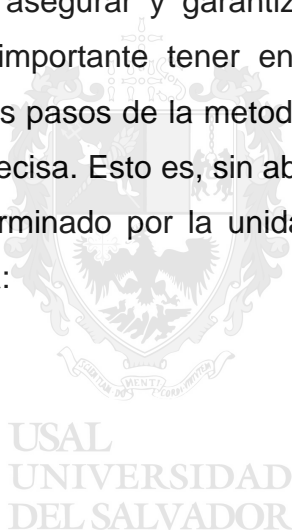 asegurar y garantiz
importante tener en
s pasos de la metod
ecisa. Esto es, sin ab
rminado por la unida
:
USAL
UNIVERSIDAD
DEL SALVADOR